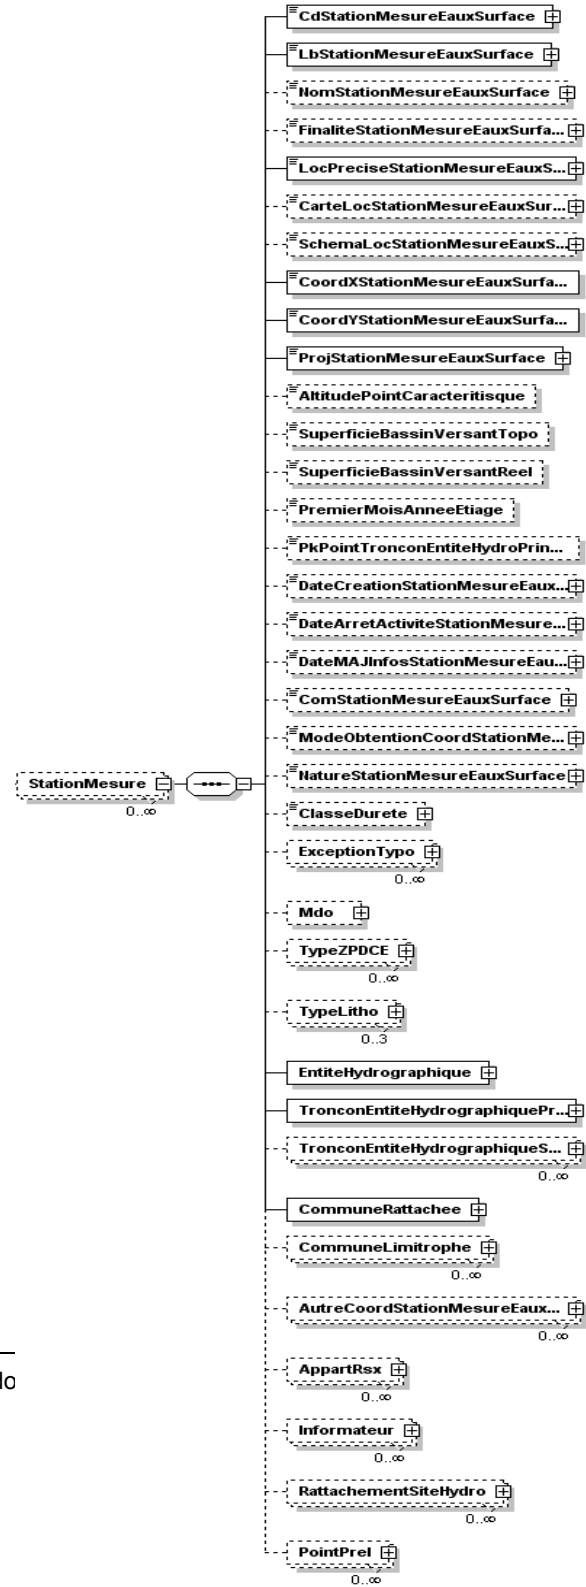 CdStationMesureEauxSurface
LbStationMesureEauxSurface
NomStationMesureEauxSurface
FinaliteStationMesureEauxSurfa...
LocPreciseStationMesureEauxS...
CarteLocStationMesureEauxSur...
SchemaLocStationMesureEauxS...
CoordXStationMesureEauxSurfa...
CoordYStationMesureEauxSurfa...
ProjStationMesureEauxSurface
AltitudePointCaracteritisque
SuperficieBassinVersantTopo
SuperficieBassinVersantReel
PremierMoisAnneeEtiage
PkPointTronconEntiteHydroPrin...
DateCreationStationMesureEaux...
DateArretActiviteStationMesure...
DateMAJInfosStationMesureEau...
ComStationMesureEauxSurface
ModeObtentionCoordStationMe...
NatureStationMesureEauxSurface
StationMesure
0..∞
ClasseDurete
ExceptionTypo
0..∞
Mdo
TypeZPDCE
0..∞
TypeLitho
0..3
EntiteHydrographique
TronconEntiteHydrographiquePr...
TronconEntiteHydrographiqueS...
0..∞
CommuneRattachee
CommuneLimitrophe
0..∞
AutreCoordStationMesureEaux...
0..∞
AppartRsx
lo
0..∞
Informateur
0..∞
RattachementSiteHydro
0..∞
PointPrel
0..∞